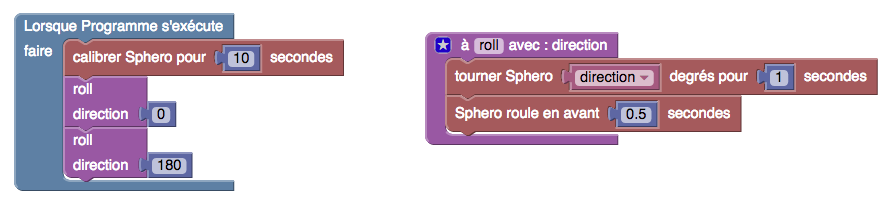 Lorsque Programme s'exécute
faire
calibrer Sphero pour 10 secondes
roll
direction 0
roll
direction 180
à roll avec : direction
tourner Sphero direction degrés pour 1 secondes
Sphero roule en avant 0.5 secondes